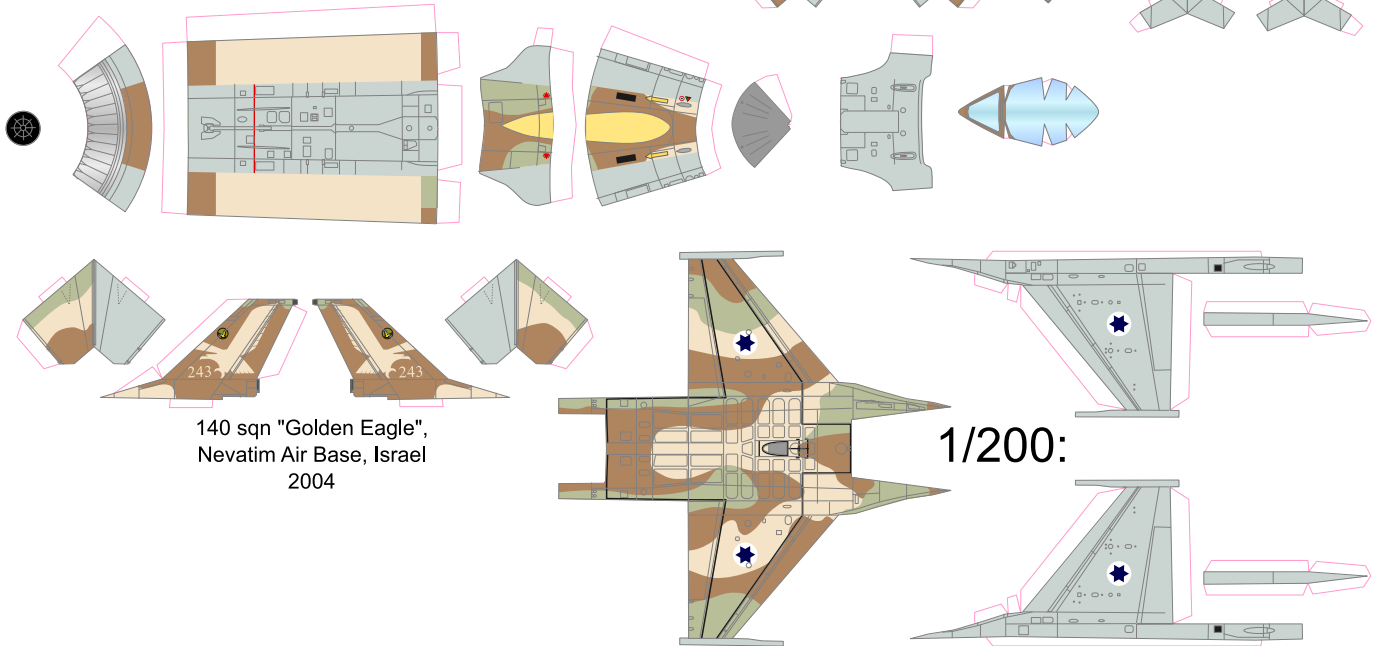 243
243
140 sqn "Golden Eagle",
Nevatim Air Base, Israel
2004
1/200: